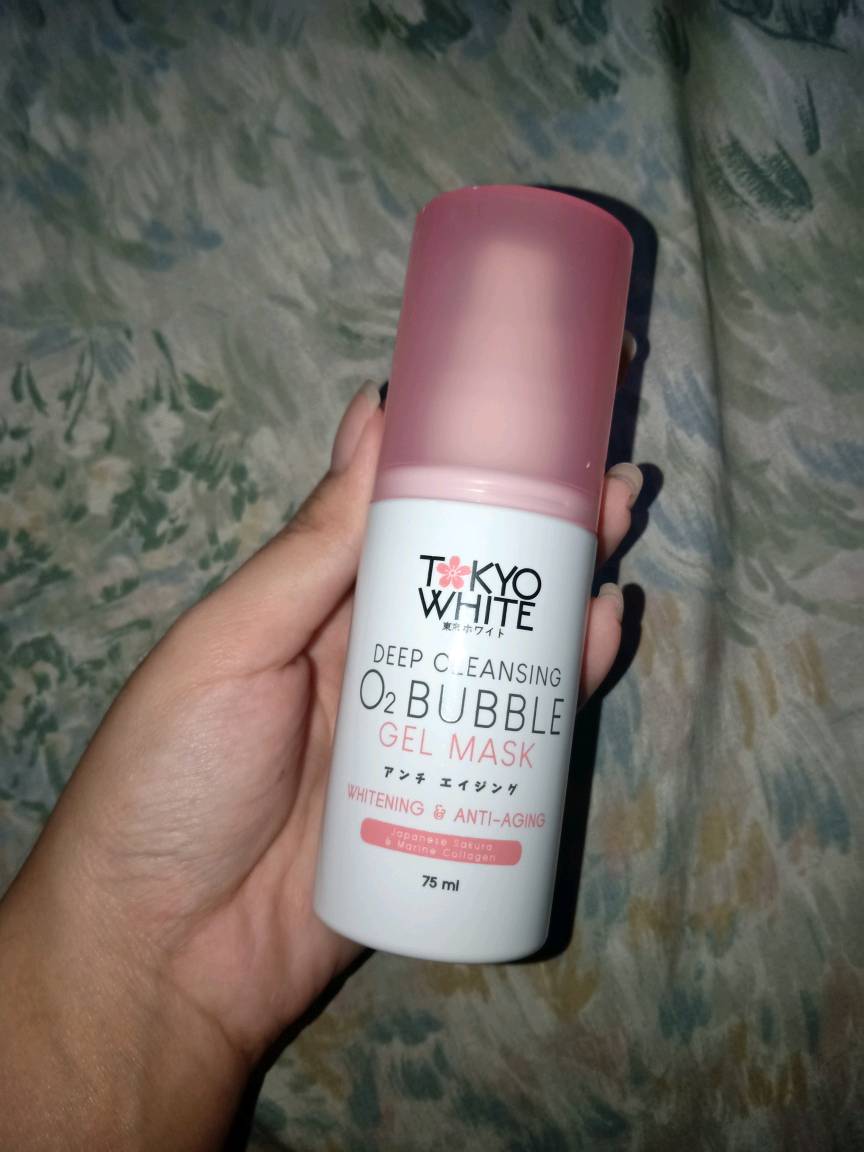 TOKYO
WHITE
東京ホワイト
DEEP CLEANSING
O2 BUBBLE
GEL MASK
アンチ エイジング
WHITENING & ANTI-AGING
Japanese Sakura
& Marine Collagen
75 ml